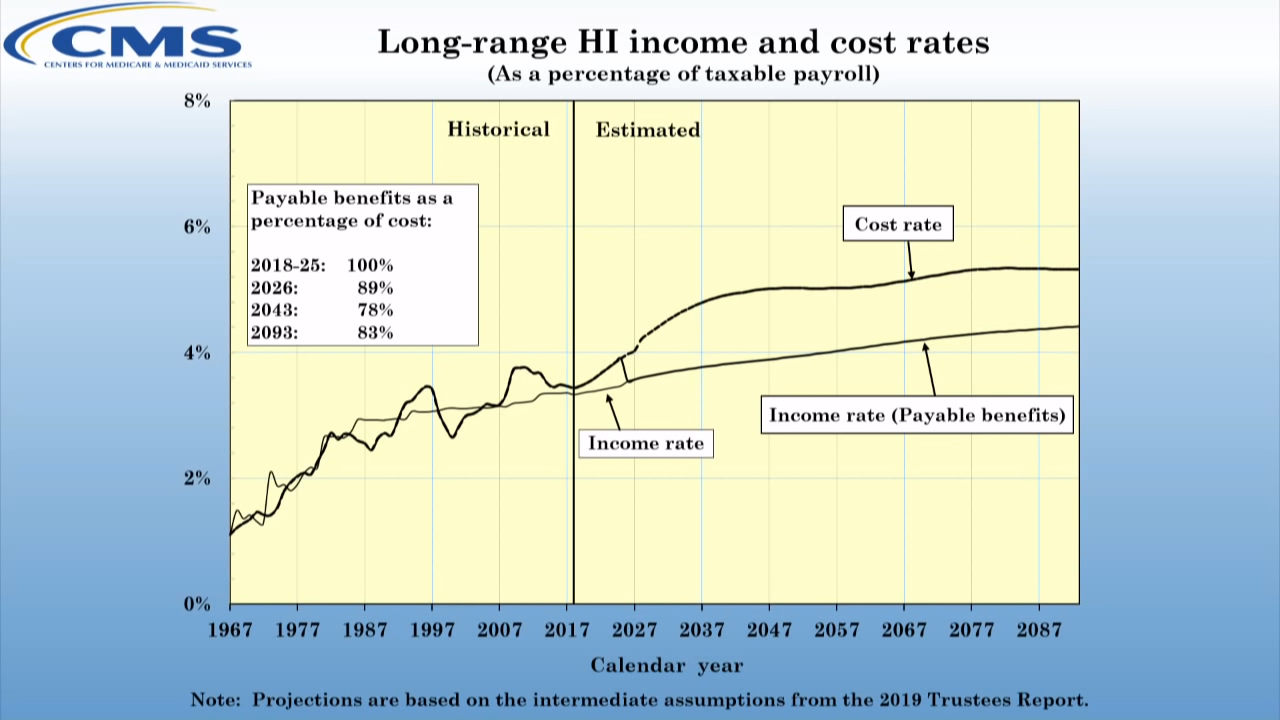 CMS
CENTERS FOR MEDICARE & MEDICAID SERVICES
Long-range HI income and cost rates
(As a percentage of taxable payroll)
8%
6%
4%
2%
0%
Historical
Estimated
Payable benefits as a
percentage of cost:
2018-25: 100%
2026: 89%
2043: 78%
2093: 83%
Cost rate
Income rate (Payable benefits)
Income rate
1967 1977 1987 1997 2007 2017 2027 2037 2047 2057 2067 2077 2087
Calendar year
Note: Projections are based on the intermediate assumptions from the 2019 Trustees Report.